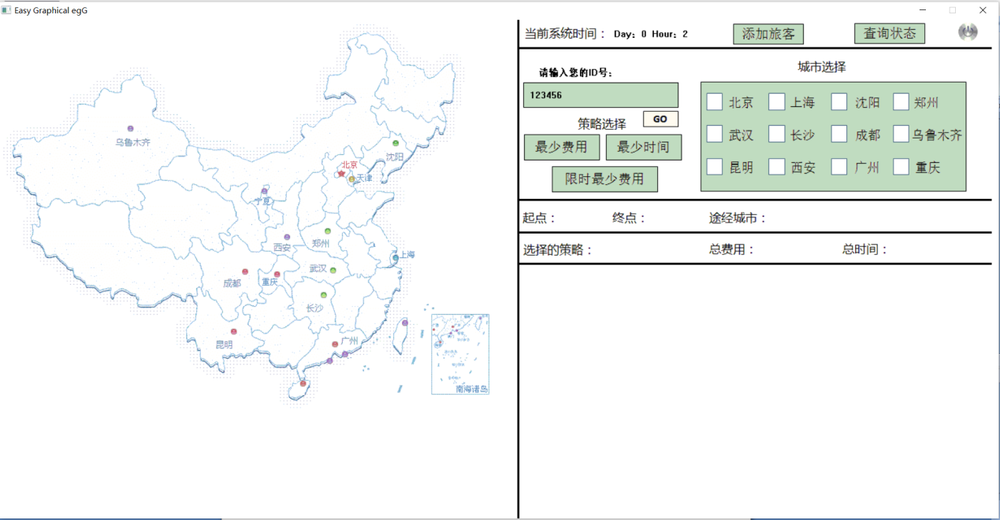 Easy Graphical egG
当前系统时间： Day：0 Hour：2
添加旅客
查询状态
请输入您的ID号：
123456
GO
策略选择
最少费用
最少时间
限时最少费用
城市选择
北京 上海 沈阳 郑州
武汉 长沙 成都 乌鲁木齐
昆明 西安 广州 重庆
起点： 终点： 途经城市：
选择的策略： 总费用： 总时间：
乌鲁木齐
沈阳
北京
天津
宁夏
西安
郑州
上海
武汉
成都
重庆
长沙
昆明
广州
南海诸岛